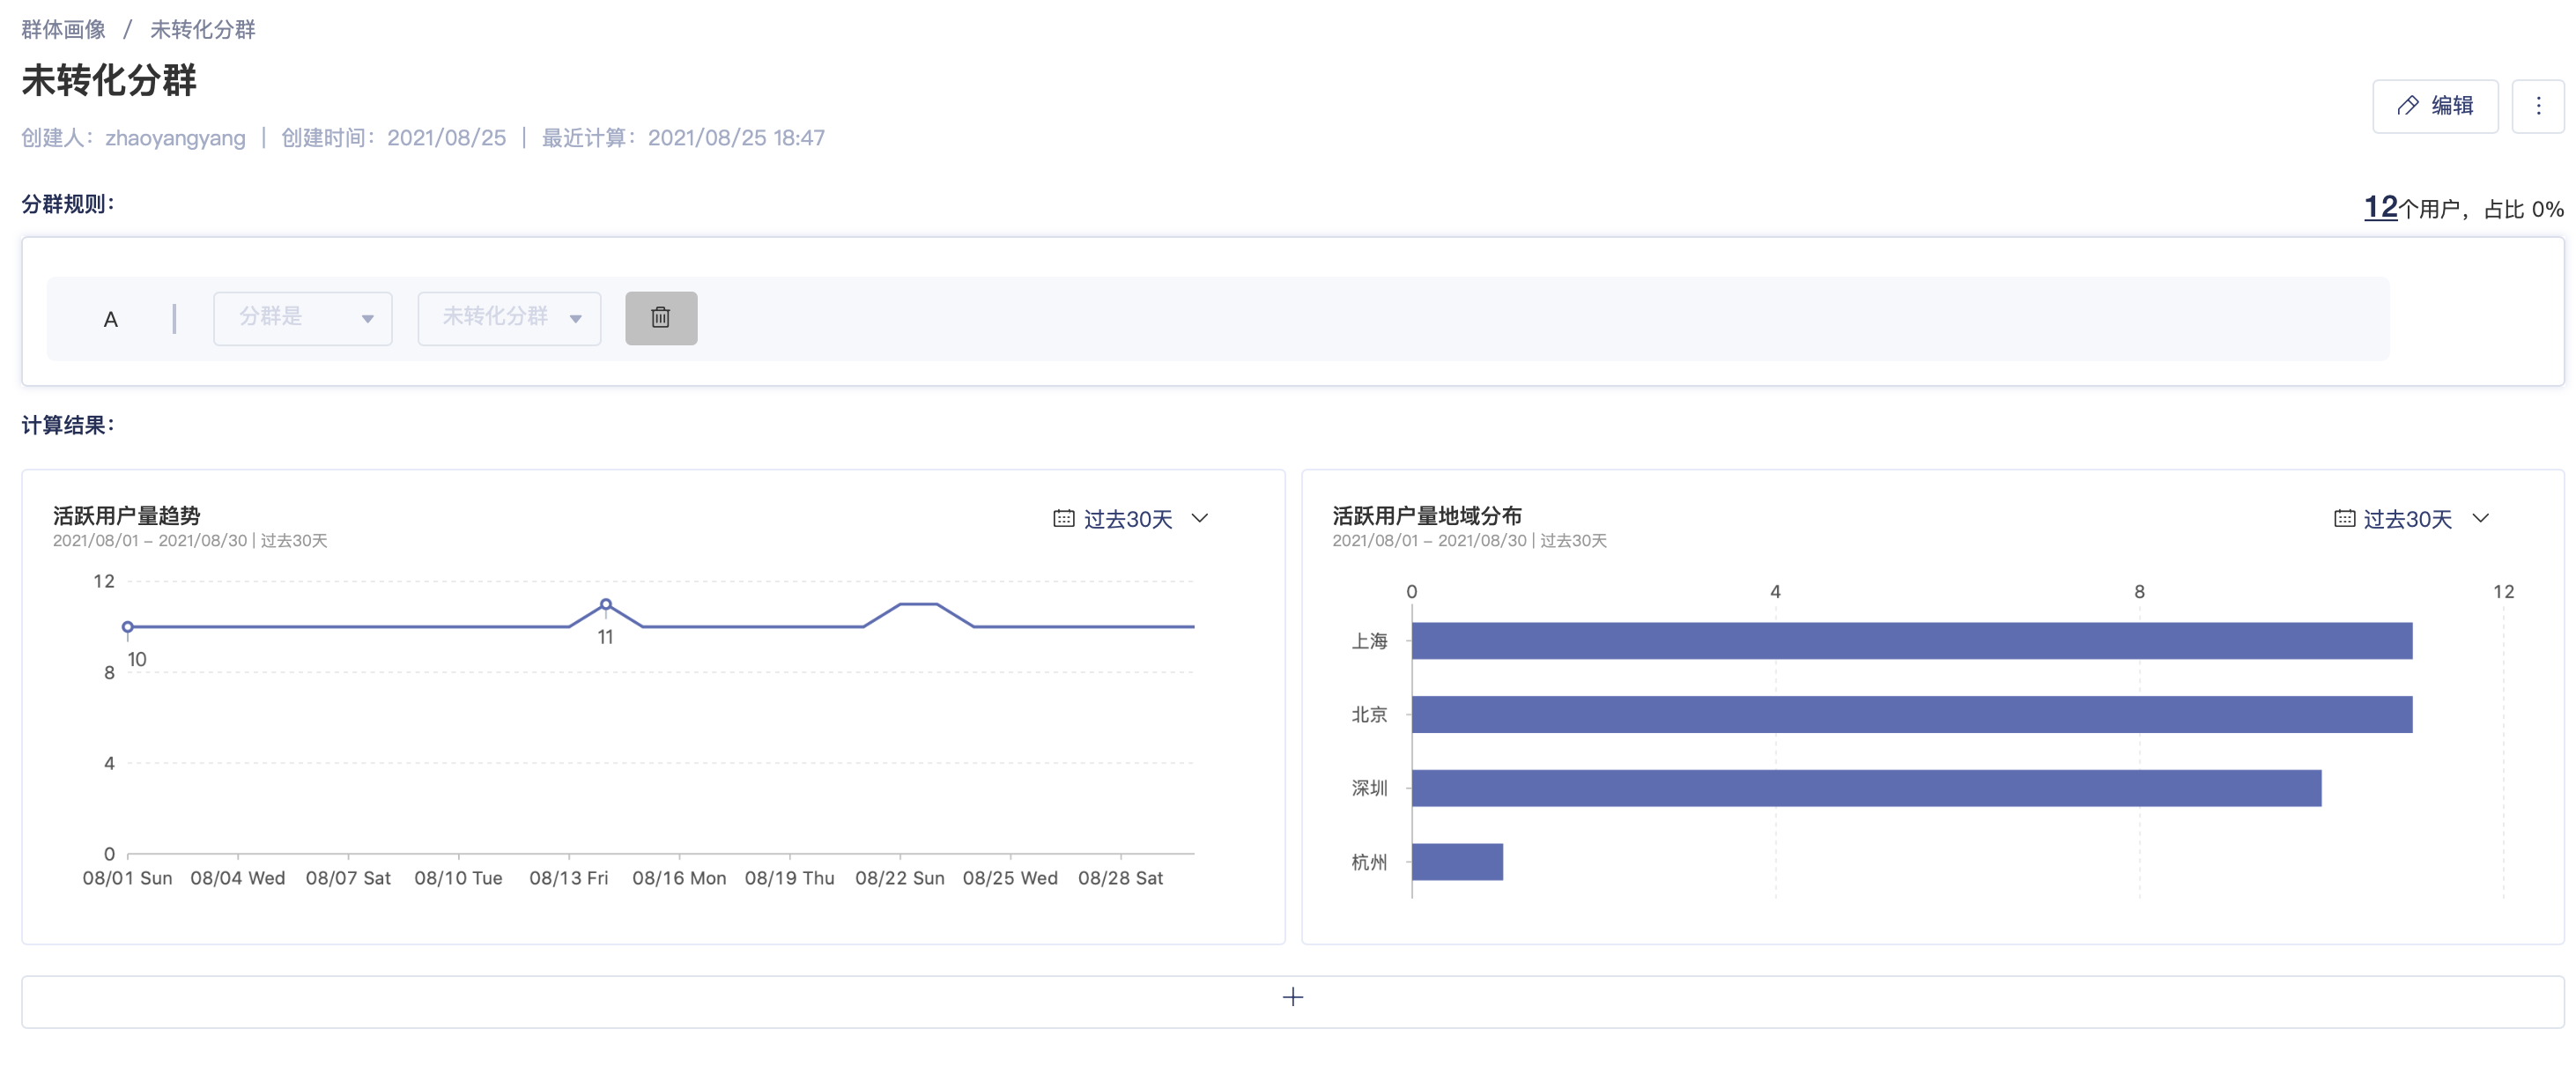 群体画像 / 未转化分群
未转化分群
编辑
创建人：zhaoyangyang | 创建时间：2021/08/25 | 最近计算：2021/08/25 18:47
分群规则：
12个用户，占比 0%
A 分群是 未转化分群
计算结果：
活跃用户量趋势
过去30天
2021/08/01 – 2021/08/30 | 过去30天
12
11
10
8
4
0
08/01 Sun 08/04 Wed 08/07 Sat 08/10 Tue 08/13 Fri 08/16 Mon 08/19 Thu 08/22 Sun 08/25 Wed 08/28 Sat
活跃用户量地域分布
过去30天
2021/08/01 – 2021/08/30 | 过去30天
0 4 8 12
上海
北京
深圳
杭州